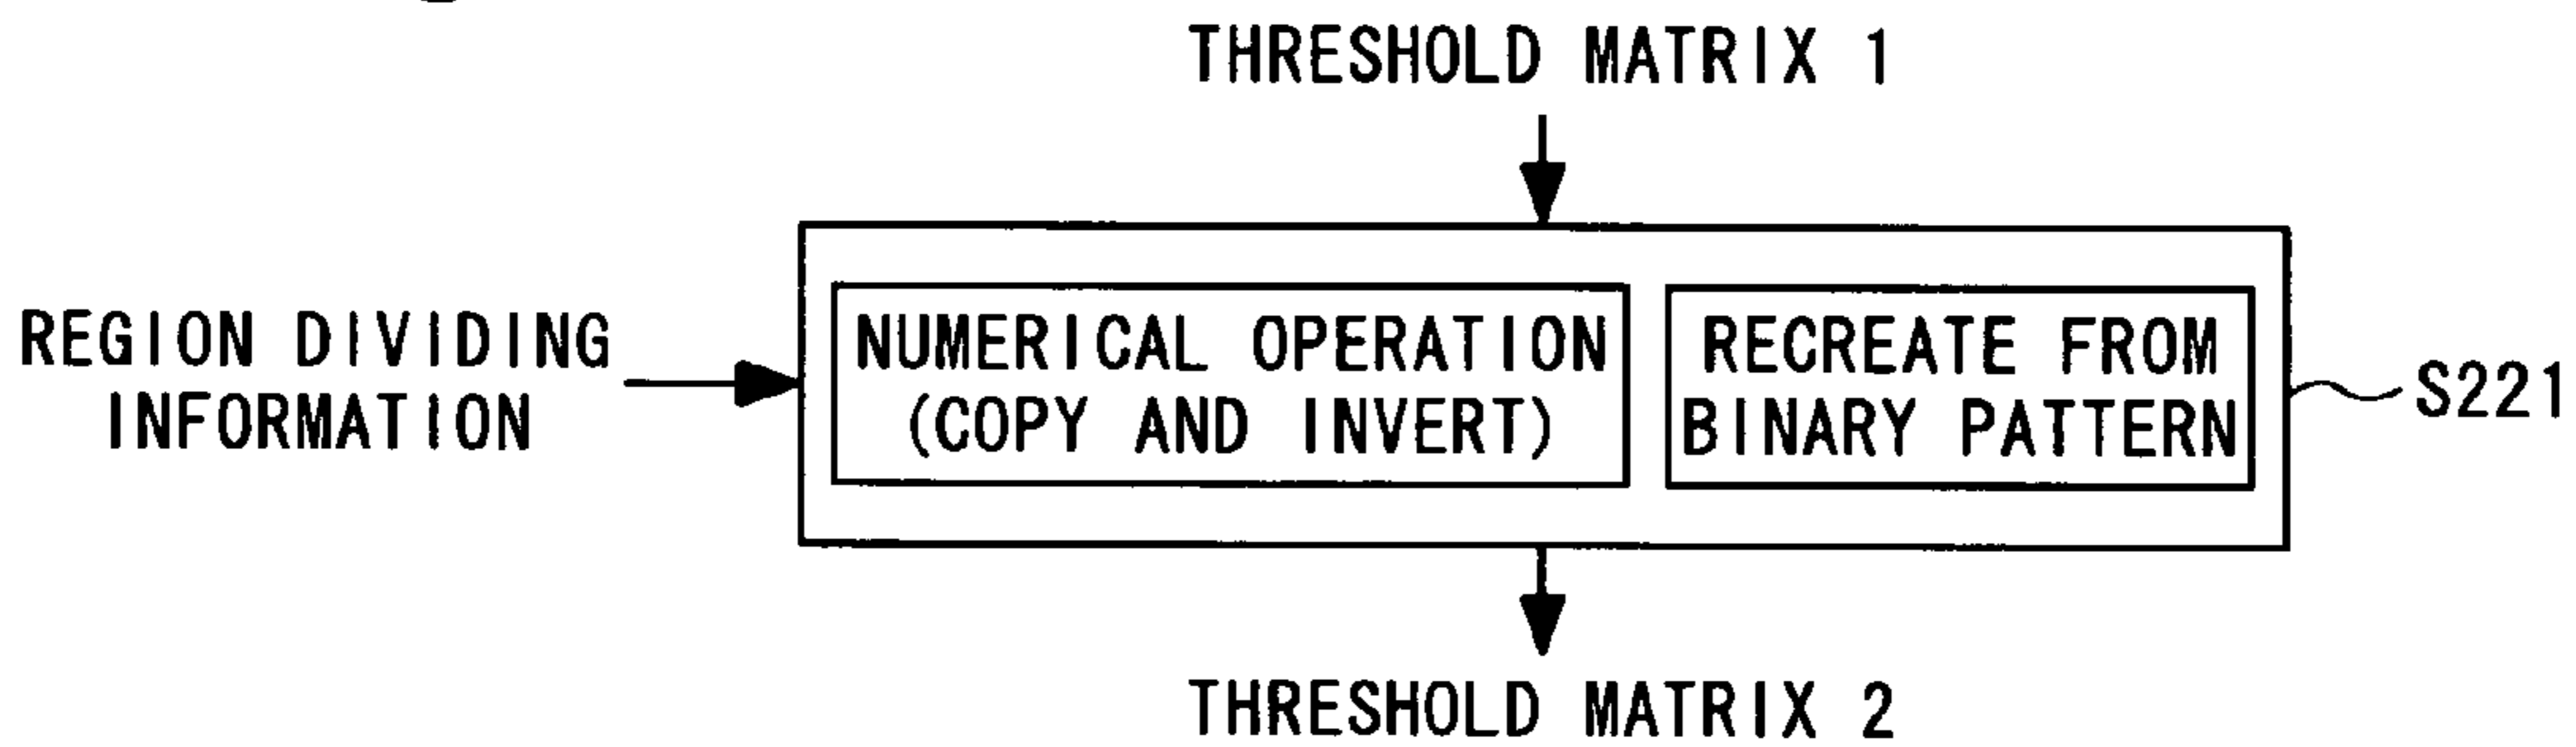 THRESHOLD MATRIX 1
REGION DIVIDING
INFORMATION
NUMERICAL OPERATION
(COPY AND INVERT)
RECREATE FROM
BINARY PATTERN
S221
THRESHOLD MATRIX 2